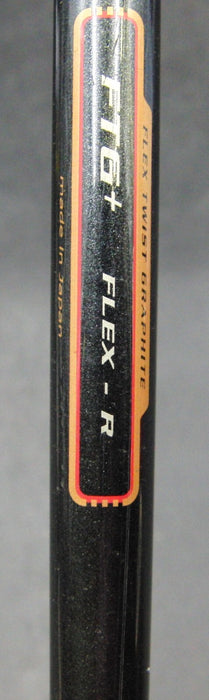 FLEX TWIST GRAPHITE
FTG+ FLEX - R
made in Japan